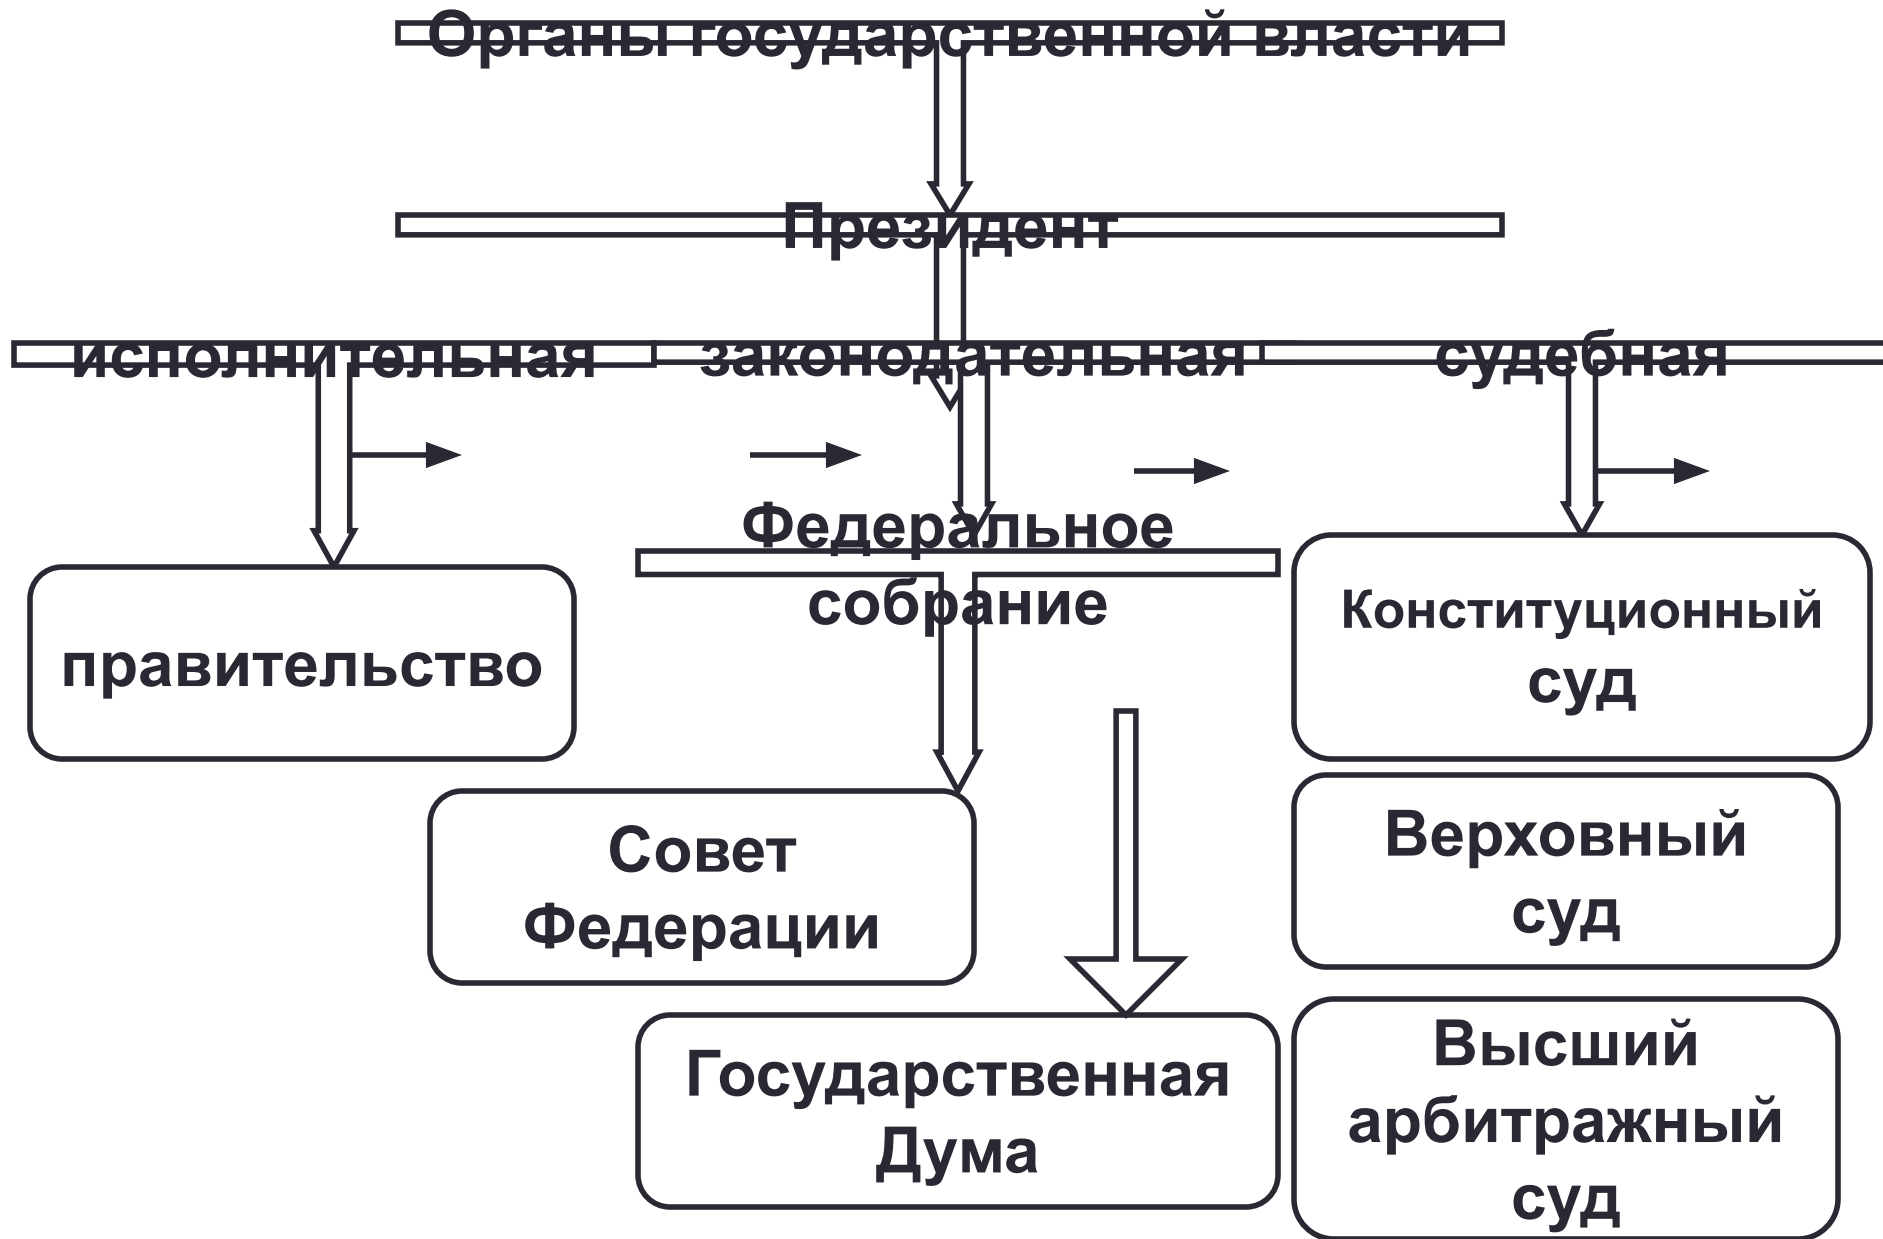 Органы государственной власти
Президент
исполнительная
законодательная
судебная
Федеральное
собрание
правительство
Конституционный
суд
Совет
Федерации
Верховный
суд
Государственная
Дума
Высший
арбитражный
суд